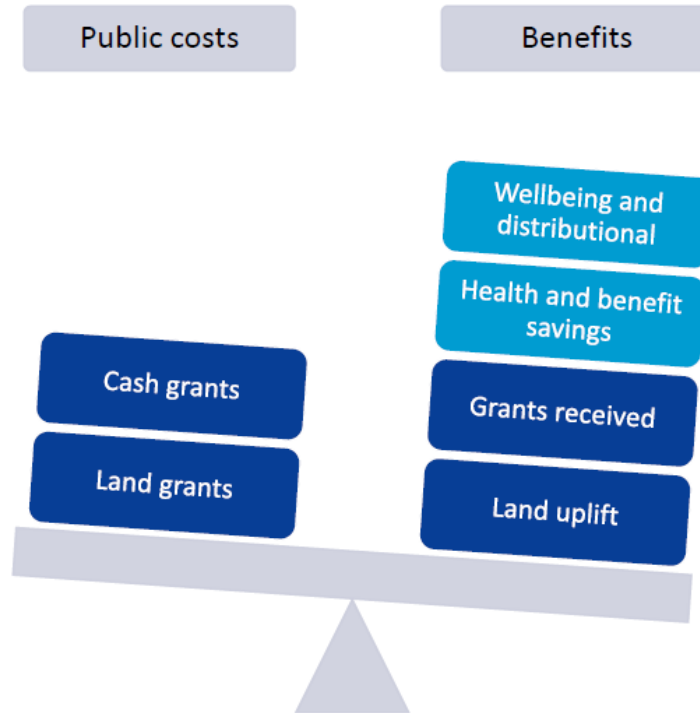 Public costs
Benefits
Wellbeing and
distributional
Health and benefit
savings
Cash grants
Grants received
Land grants
Land uplift